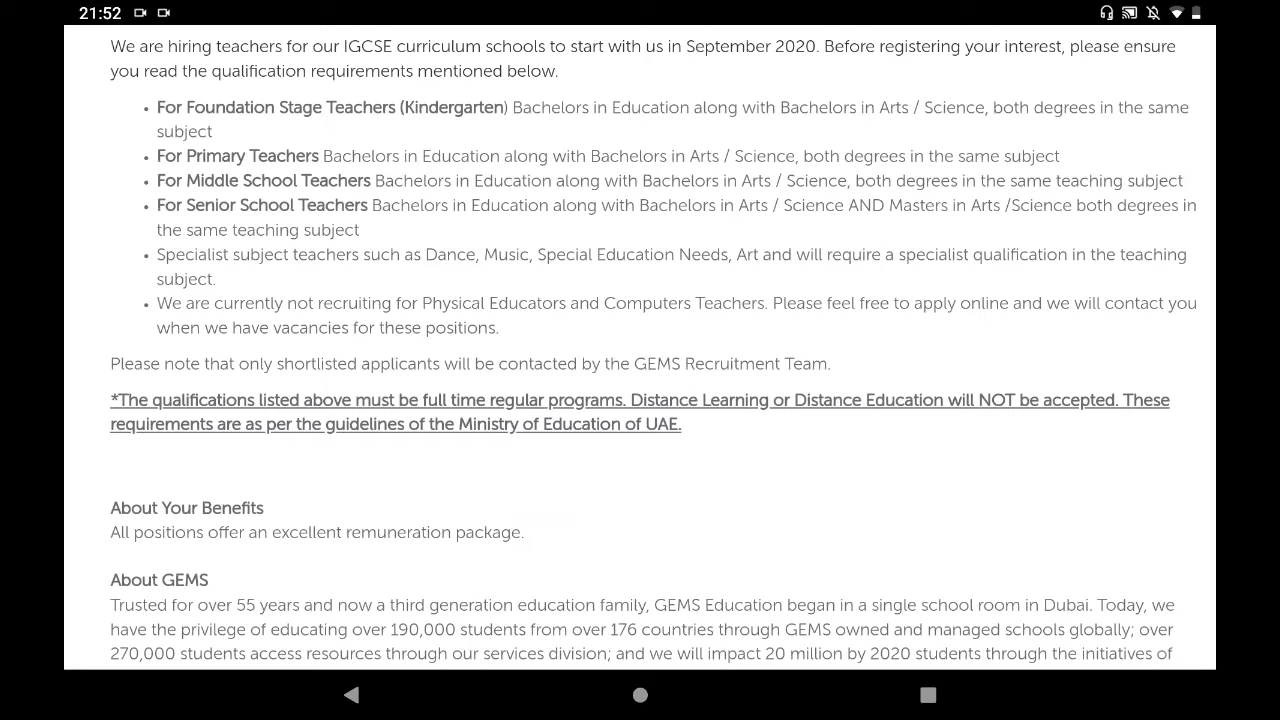 21:52
We are hiring teachers for our IGCSE curriculum schools to start with us in September 2020. Before registering your interest, please ensure
you read the qualification requirements mentioned below.
• For Foundation Stage Teachers (Kindergarten) Bachelors in Education along with Bachelors in Arts / Science, both degrees in the same
subject
• For Primary Teachers Bachelors in Education along with Bachelors in Arts / Science, both degrees in the same subject
• For Middle School Teachers Bachelors in Education along with Bachelors in Arts / Science, both degrees in the same teaching subject
• For Senior School Teachers Bachelors in Education along with Bachelors in Arts / Science AND Masters in Arts /Science both degrees in
the same teaching subject
• Specialist subject teachers such as Dance, Music, Special Education Needs, Art and will require a specialist qualification in the teaching
subject.
• We are currently not recruiting for Physical Educators and Computers Teachers. Please feel free to apply online and we will contact you
when we have vacancies for these positions.
Please note that only shortlisted applicants will be contacted by the GEMS Recruitment Team.
*The qualifications listed above must be full time regular programs. Distance Learning or Distance Education will NOT be accepted. These
requirements are as per the guidelines of the Ministry of Education of UAE.
About Your Benefits
All positions offer an excellent remuneration package.
About GEMS
Trusted for over 55 years and now a third generation education family, GEMS Education began in a single school room in Dubai. Today, we
have the privilege of educating over 190,000 students from over 176 countries through GEMS owned and managed schools globally; over
270,000 students access resources through our services division; and we will impact 20 million by 2020 students through the initiatives of